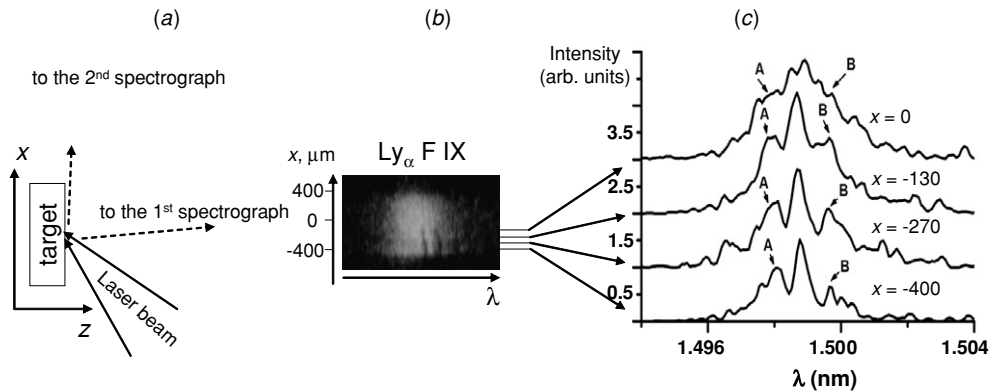 (a)
to the 2nd spectrograph
x
target
to the 1st spectrograph
Laser beam
z
(b)
x, μm
Lyα F IX
400
0
-400
λ
(c)
Intensity
(arb. units)
A
B
x = 0
3.5
A
B
x = -130
2.5
A
B
x = -270
1.5
A
B
x = -400
0.5
1.496
1.500
1.504
λ (nm)